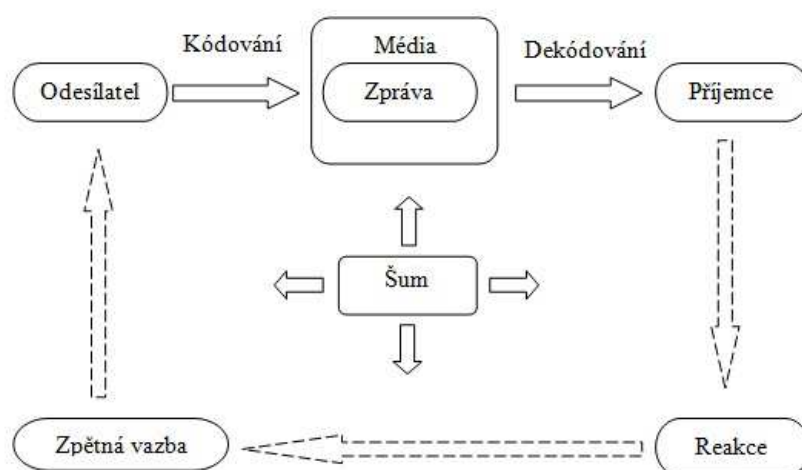 Kódování
Média
Dekódování
Odesílatel
Zpráva
Příjemce
Šum
Zpětná vazba
Reakce